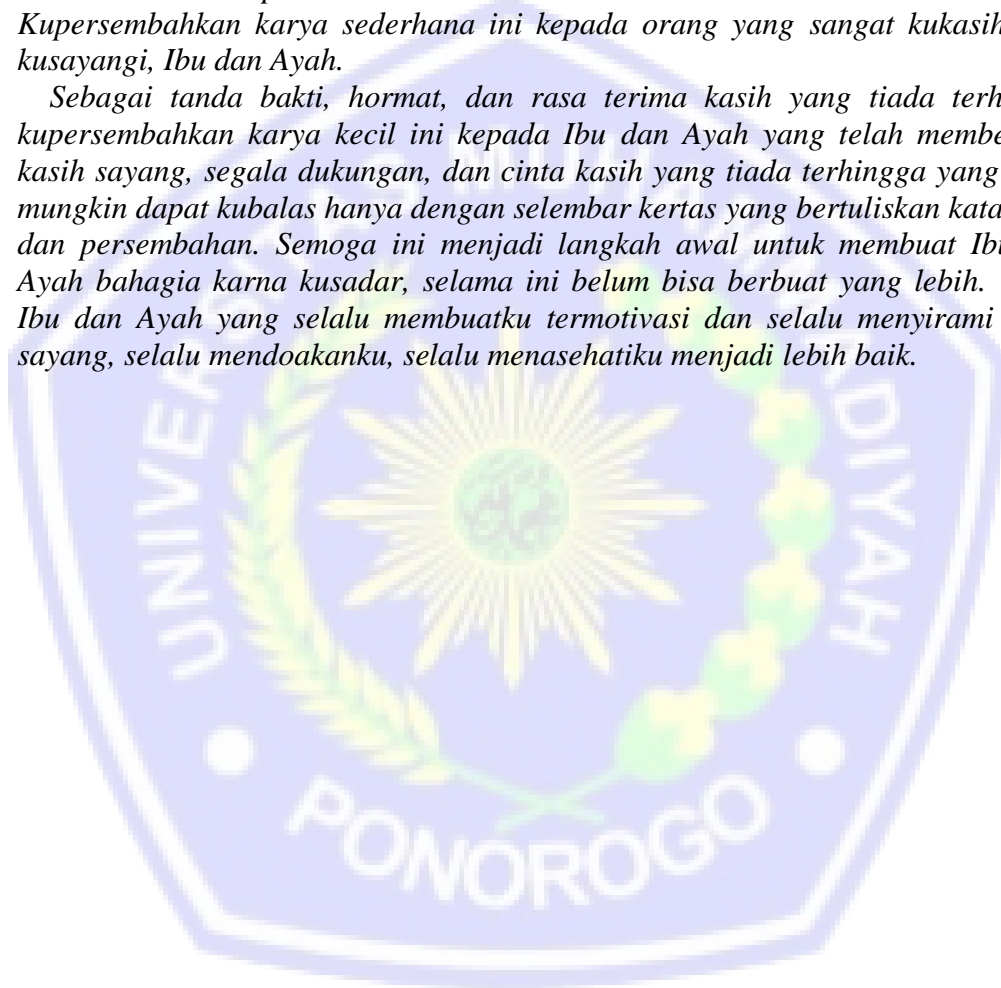 Kupersembahkan karya sederhana ini kepada orang yang sangat kukasih
kusayangi, Ibu dan Ayah.
Sebagai tanda bakti, hormat, dan rasa terima kasih yang tiada terh
kupersembahkan karya kecil ini kepada Ibu dan Ayah yang telah membe
kasih sayang, segala dukungan, dan cinta kasih yang tiada terhingga yang
mungkin dapat kubalas hanya dengan selembar kertas yang bertuliskan kata
dan persembahan. Semoga ini menjadi langkah awal untuk membuat Ibu
Ayah bahagia karna kusadar, selama ini belum bisa berbuat yang lebih.
Ibu dan Ayah yang selalu membuatku termotivasi dan selalu menyirami
sayang, selalu mendoakanku, selalu menasehatiku menjadi lebih baik.
UNIVERSITAS MUHAMMADIYAH
PONOROGO